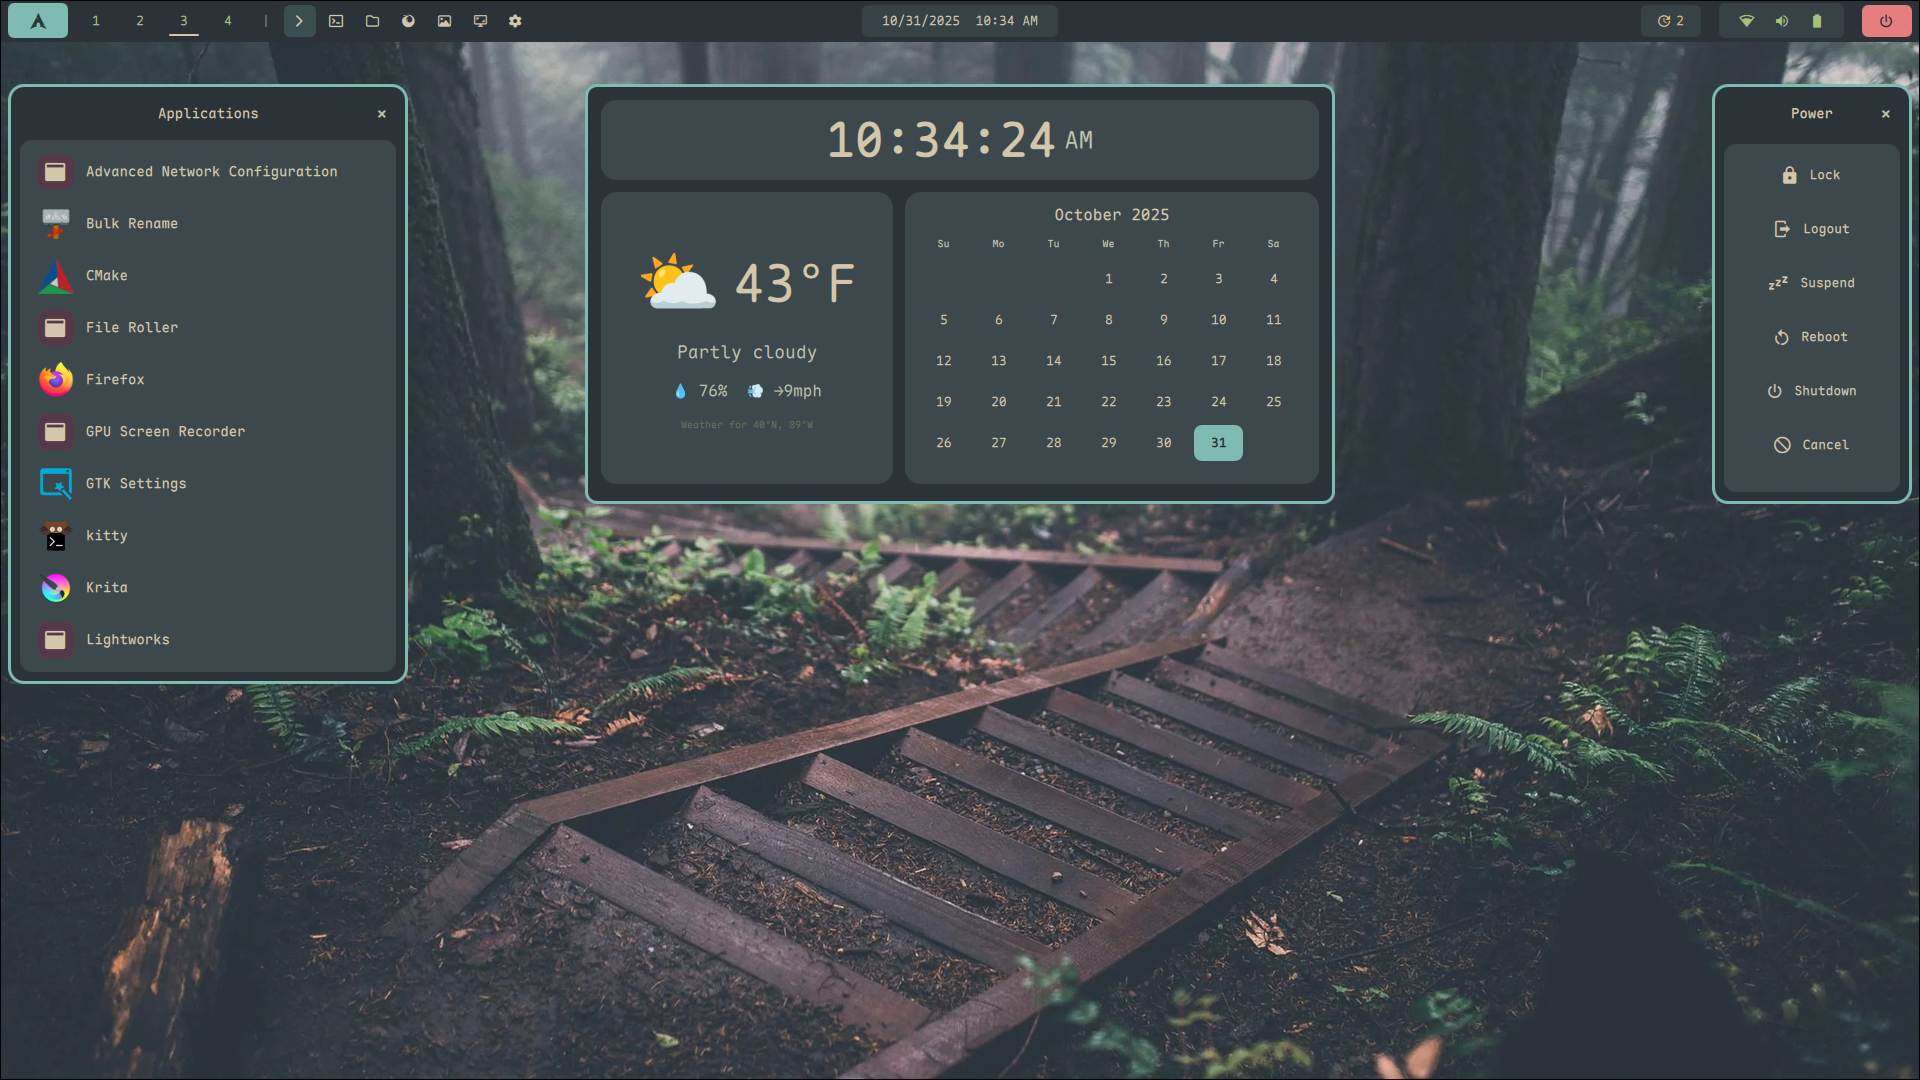 1 2 3 4 |
10/31/2025 10:34 AM
2
Applications ×
Advanced Network Configuration
Bulk Rename
CMake
File Roller
Firefox
GPU Screen Recorder
GTK Settings
kitty
Krita
Lightworks
10:34:24 AM
43°F
Partly cloudy
76% →9mph
Weather for 40°N, 89°W
October 2025
Su Mo Tu We Th Fr Sa
1 2 3 4
5 6 7 8 9 10 11
12 13 14 15 16 17 18
19 20 21 22 23 24 25
26 27 28 29 30 31
Power ×
Lock
Logout
Suspend
Reboot
Shutdown
Cancel